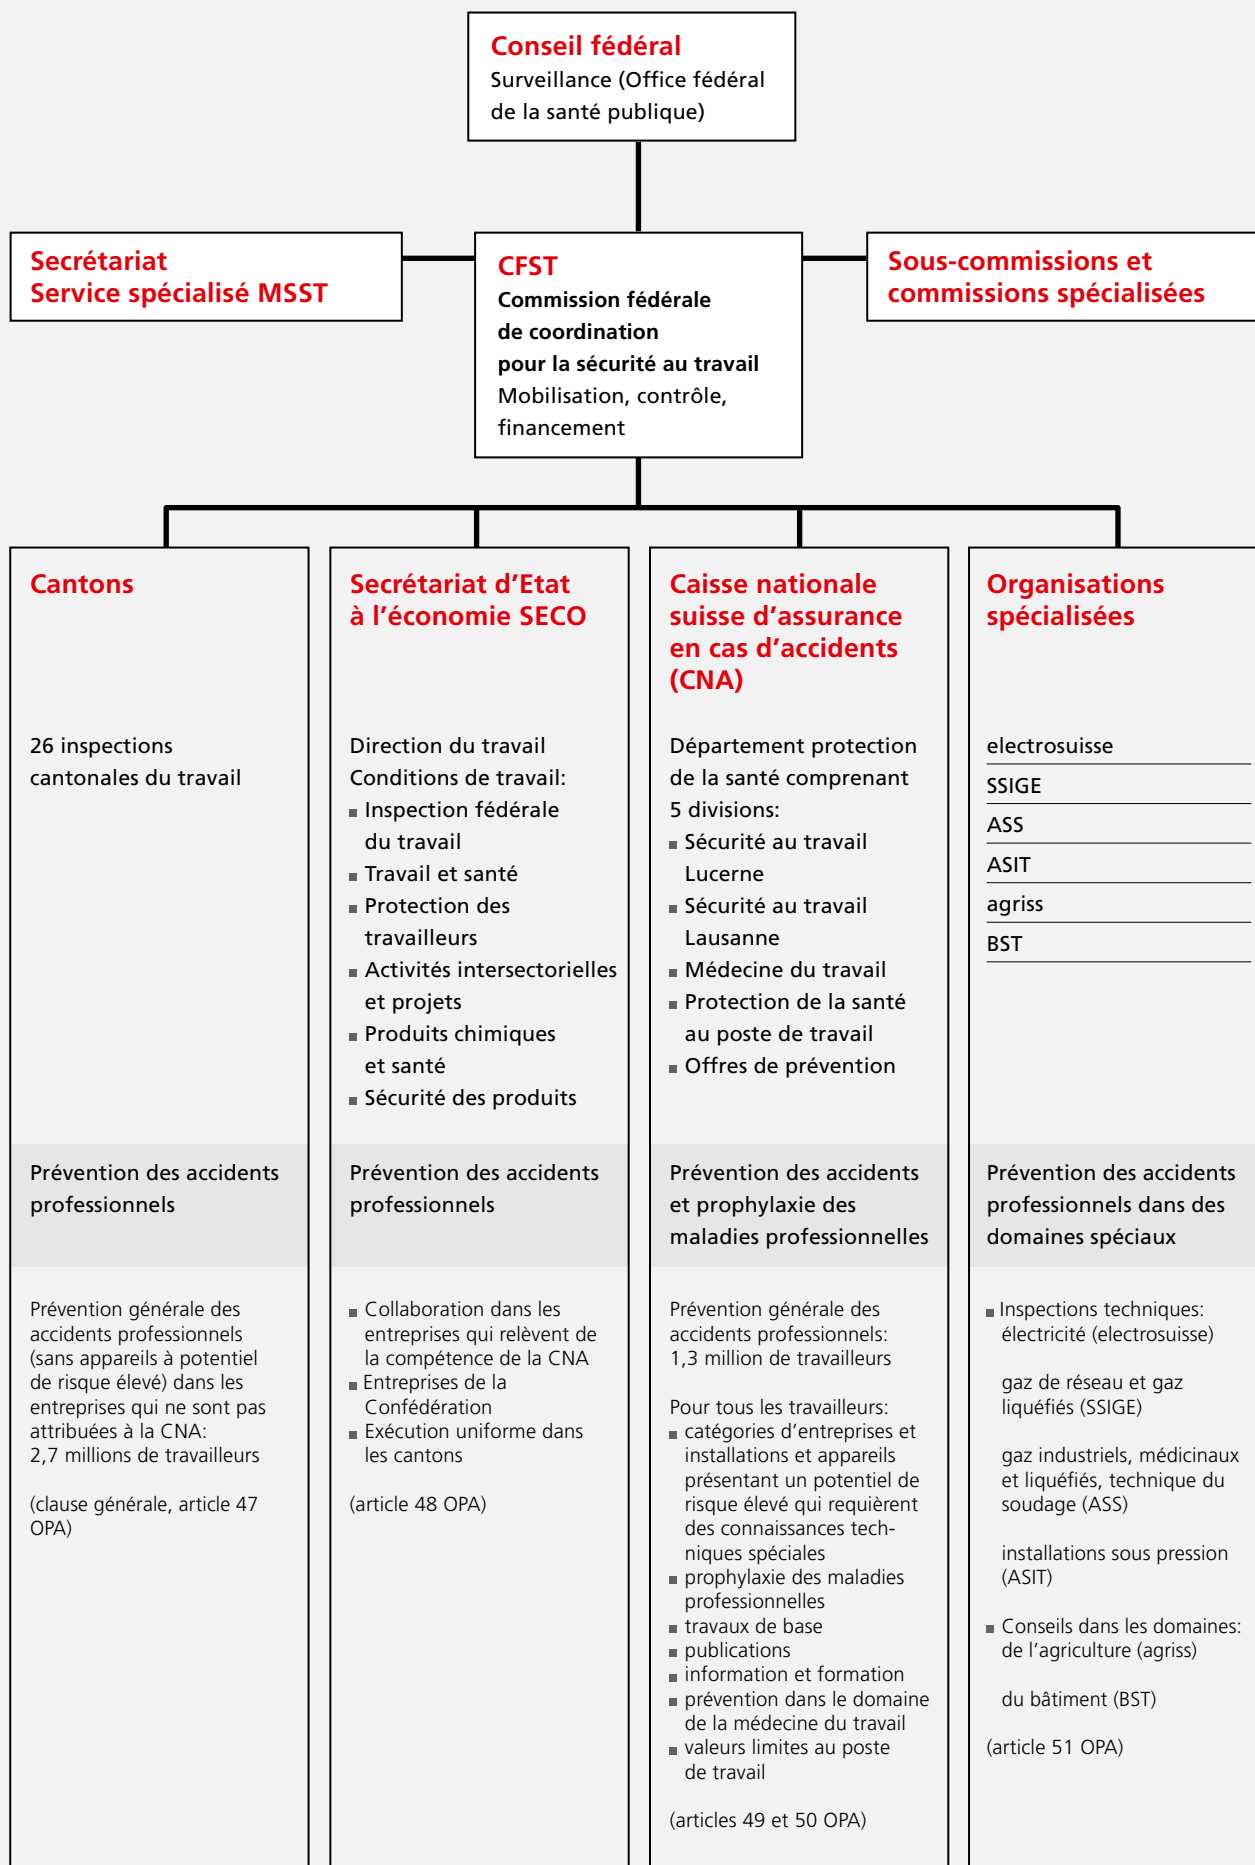 Conseil fédéral
Surveillance (Office fédéral
de la santé publique)
Secrétariat
Service spécialisé MSST
CFST
Commission fédérale
de coordination
pour la sécurité au travail
Mobilisation, contrôle,
financement
Sous-commissions et
commissions spécialisées
Cantons
26 inspections
cantonales du travail
Prévention des accidents
professionnels
Prévention générale des
accidents professionnels
(sans appareils à potentiel
de risque élevé) dans les
entreprises qui ne sont pas
attribuées à la CNA:
2,7 millions de travailleurs
(clause générale, article 47
OPA)
Secrétariat d'Etat
à l'économie SECO
Direction du travail
Conditions de travail:
■ Inspection fédérale
du travail
■ Travail et santé
■ Protection des
travailleurs
■ Activités intersectorielles
et projets
■ Produits chimiques
et santé
■ Sécurité des produits
Prévention des accidents
professionnels
■ Collaboration dans les
entreprises qui relèvent de
la compétence de la CNA
■ Entreprises de la
Confédération
■ Exécution uniforme dans
les cantons
(article 48 OPA)
Caisse nationale
suisse d'assurance
en cas d'accidents
(CNA)
Département protection
de la santé comprenant
5 divisions:
■ Sécurité au travail
Lucerne
■ Sécurité au travail
Lausanne
■ Médecine du travail
■ Protection de la santé
au poste de travail
■ Offres de prévention
Prévention des accidents
et prophylaxie des
maladies professionnelles
Prévention générale des
accidents professionnels:
1,3 million de travailleurs
Pour tous les travailleurs:
■ catégories d'entreprises et
installations et appareils
présentant un potentiel de
risque élevé qui requièrent
des connaissances tech-
niques spéciales
■ prophylaxie des maladies
professionnelles
■ travaux de base
■ publications
■ information et formation
■ prévention dans le domaine
de la médecine du travail
■ valeurs limites au poste
de travail
(articles 49 et 50 OPA)
Organisations
spécialisées
electrosuisse
SSIGE
ASS
ASIT
agriss
BST
Prévention des accidents
professionnels dans des
domaines spéciaux
■ Inspections techniques:
électricité (electrosuisse)
gaz de réseau et gaz
liquéfiés (SSIGE)
gaz industriels, médicinaux
et liquéfiés, technique du
soudage (ASS)
installations sous pression
(ASIT)
■ Conseils dans les domaines:
de l'agriculture (agriss)
du bâtiment (BST)
(article 51 OPA)